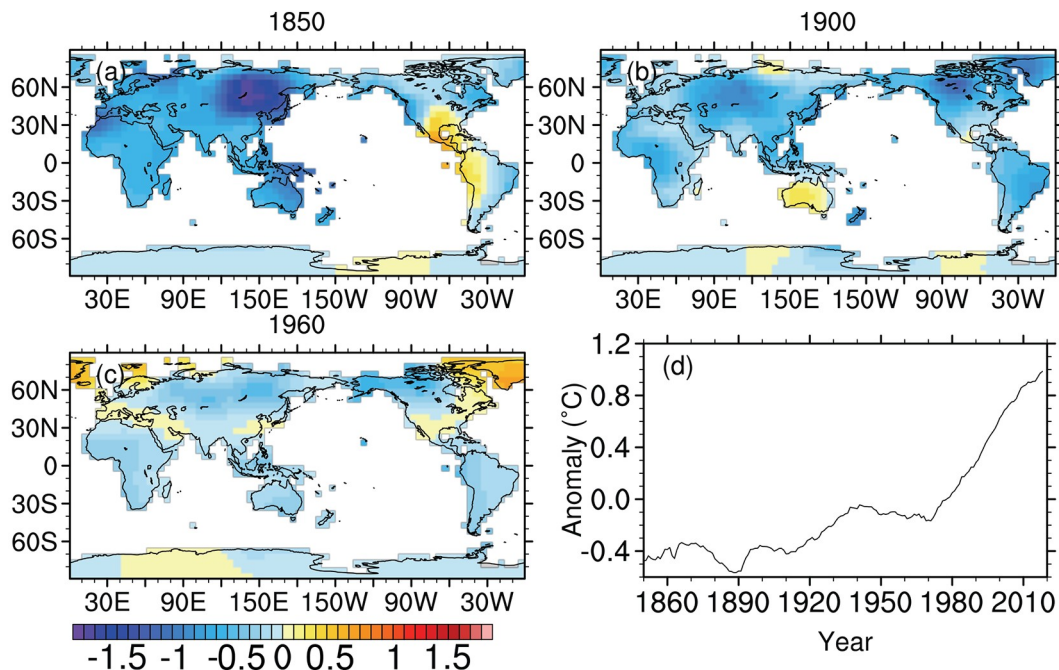 1850
(a)
60N
30N
0
30S
60S
30E 90E 150E 150W 90W 30W
1900
(b)
60N
30N
0
30S
60S
30E 90E 150E 150W 90W 30W
1960
(c)
60N
30N
0
30S
60S
30E 90E 150E 150W 90W 30W
-1.5 -1 -0.5 0 0.5 1 1.5
(d)
Anomaly (°C)
1.2
0.8
0.4
0.0
-0.4
1860 1890 1920 1950 1980 2010
Year